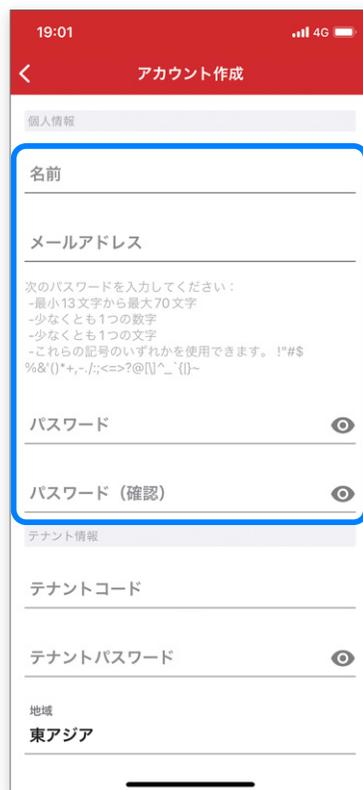 19:01
4G
アカウント作成
個人情報
名前
メールアドレス
次のパスワードを入力してください：
-最小13文字から最大70文字
-少なくとも1つの数字
-少なくとも1つの文字
-これらの記号のいずれかを使用できます。 !"#$
%&'()*+,-./:;<=>?@[\]^_`{|}~
パスワード
パスワード（確認）
テナント情報
テナントコード
テナントパスワード
地域
東アジア